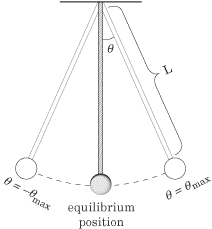 θ
L
θ = -θmax
θ = θmax
equilibrium
position